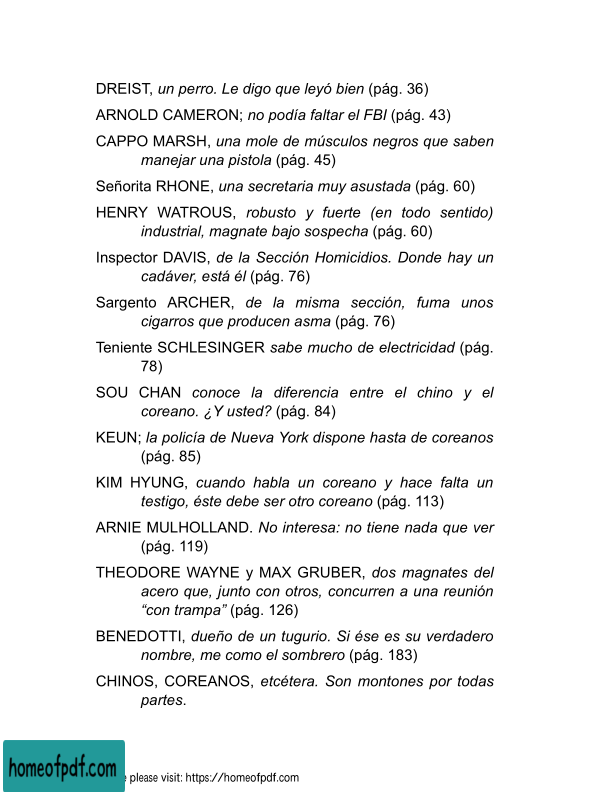 DREIST, un perro. Le digo que leyó bien (pág. 36)
ARNOLD CAMERON; no podía faltar el FBI (pág. 43)
CAPPO MARSH, una mole de músculos negros que saben
manejar una pistola (pág. 45)
Señorita RHONE, una secretaria muy asustada (pág. 60)
HENRY WATROUS, robusto y fuerte (en todo sentido)
industrial, magnate bajo sospecha (pág. 60)
Inspector DAVIS, de la Sección Homicidios. Donde hay un
cadáver, está él (pág. 76)
Sargento ARCHER, de la misma sección, fuma unos
cigarros que producen asma (pág. 76)
Teniente SCHLESINGER sabe mucho de electricidad (pág.
78)
SOU CHAN conoce la diferencia entre el chino y el
coreano. ¿Y usted? (pág. 84)
KEUN; la policía de Nueva York dispone hasta de coreanos
(pág. 85)
KIM HYUNG, cuando habla un coreano y hace falta un
testigo, éste debe ser otro coreano (pág. 113)
ARNIE MULHOLLAND. No interesa: no tiene nada que ver
(pág. 119)
THEODORE WAYNE y MAX GRUBER, dos magnates del
acero que, junto con otros, concurren a una reunión
“con trampa” (pág. 126)
BENEDOTTI, dueño de un tugurio. Si ése es su verdadero
nombre, me como el sombrero (pág. 183)
CHINOS, COREANOS, etcétera. Son montones por todas
partes.
homeofpdf.com
please visit: https://homeofpdf.com